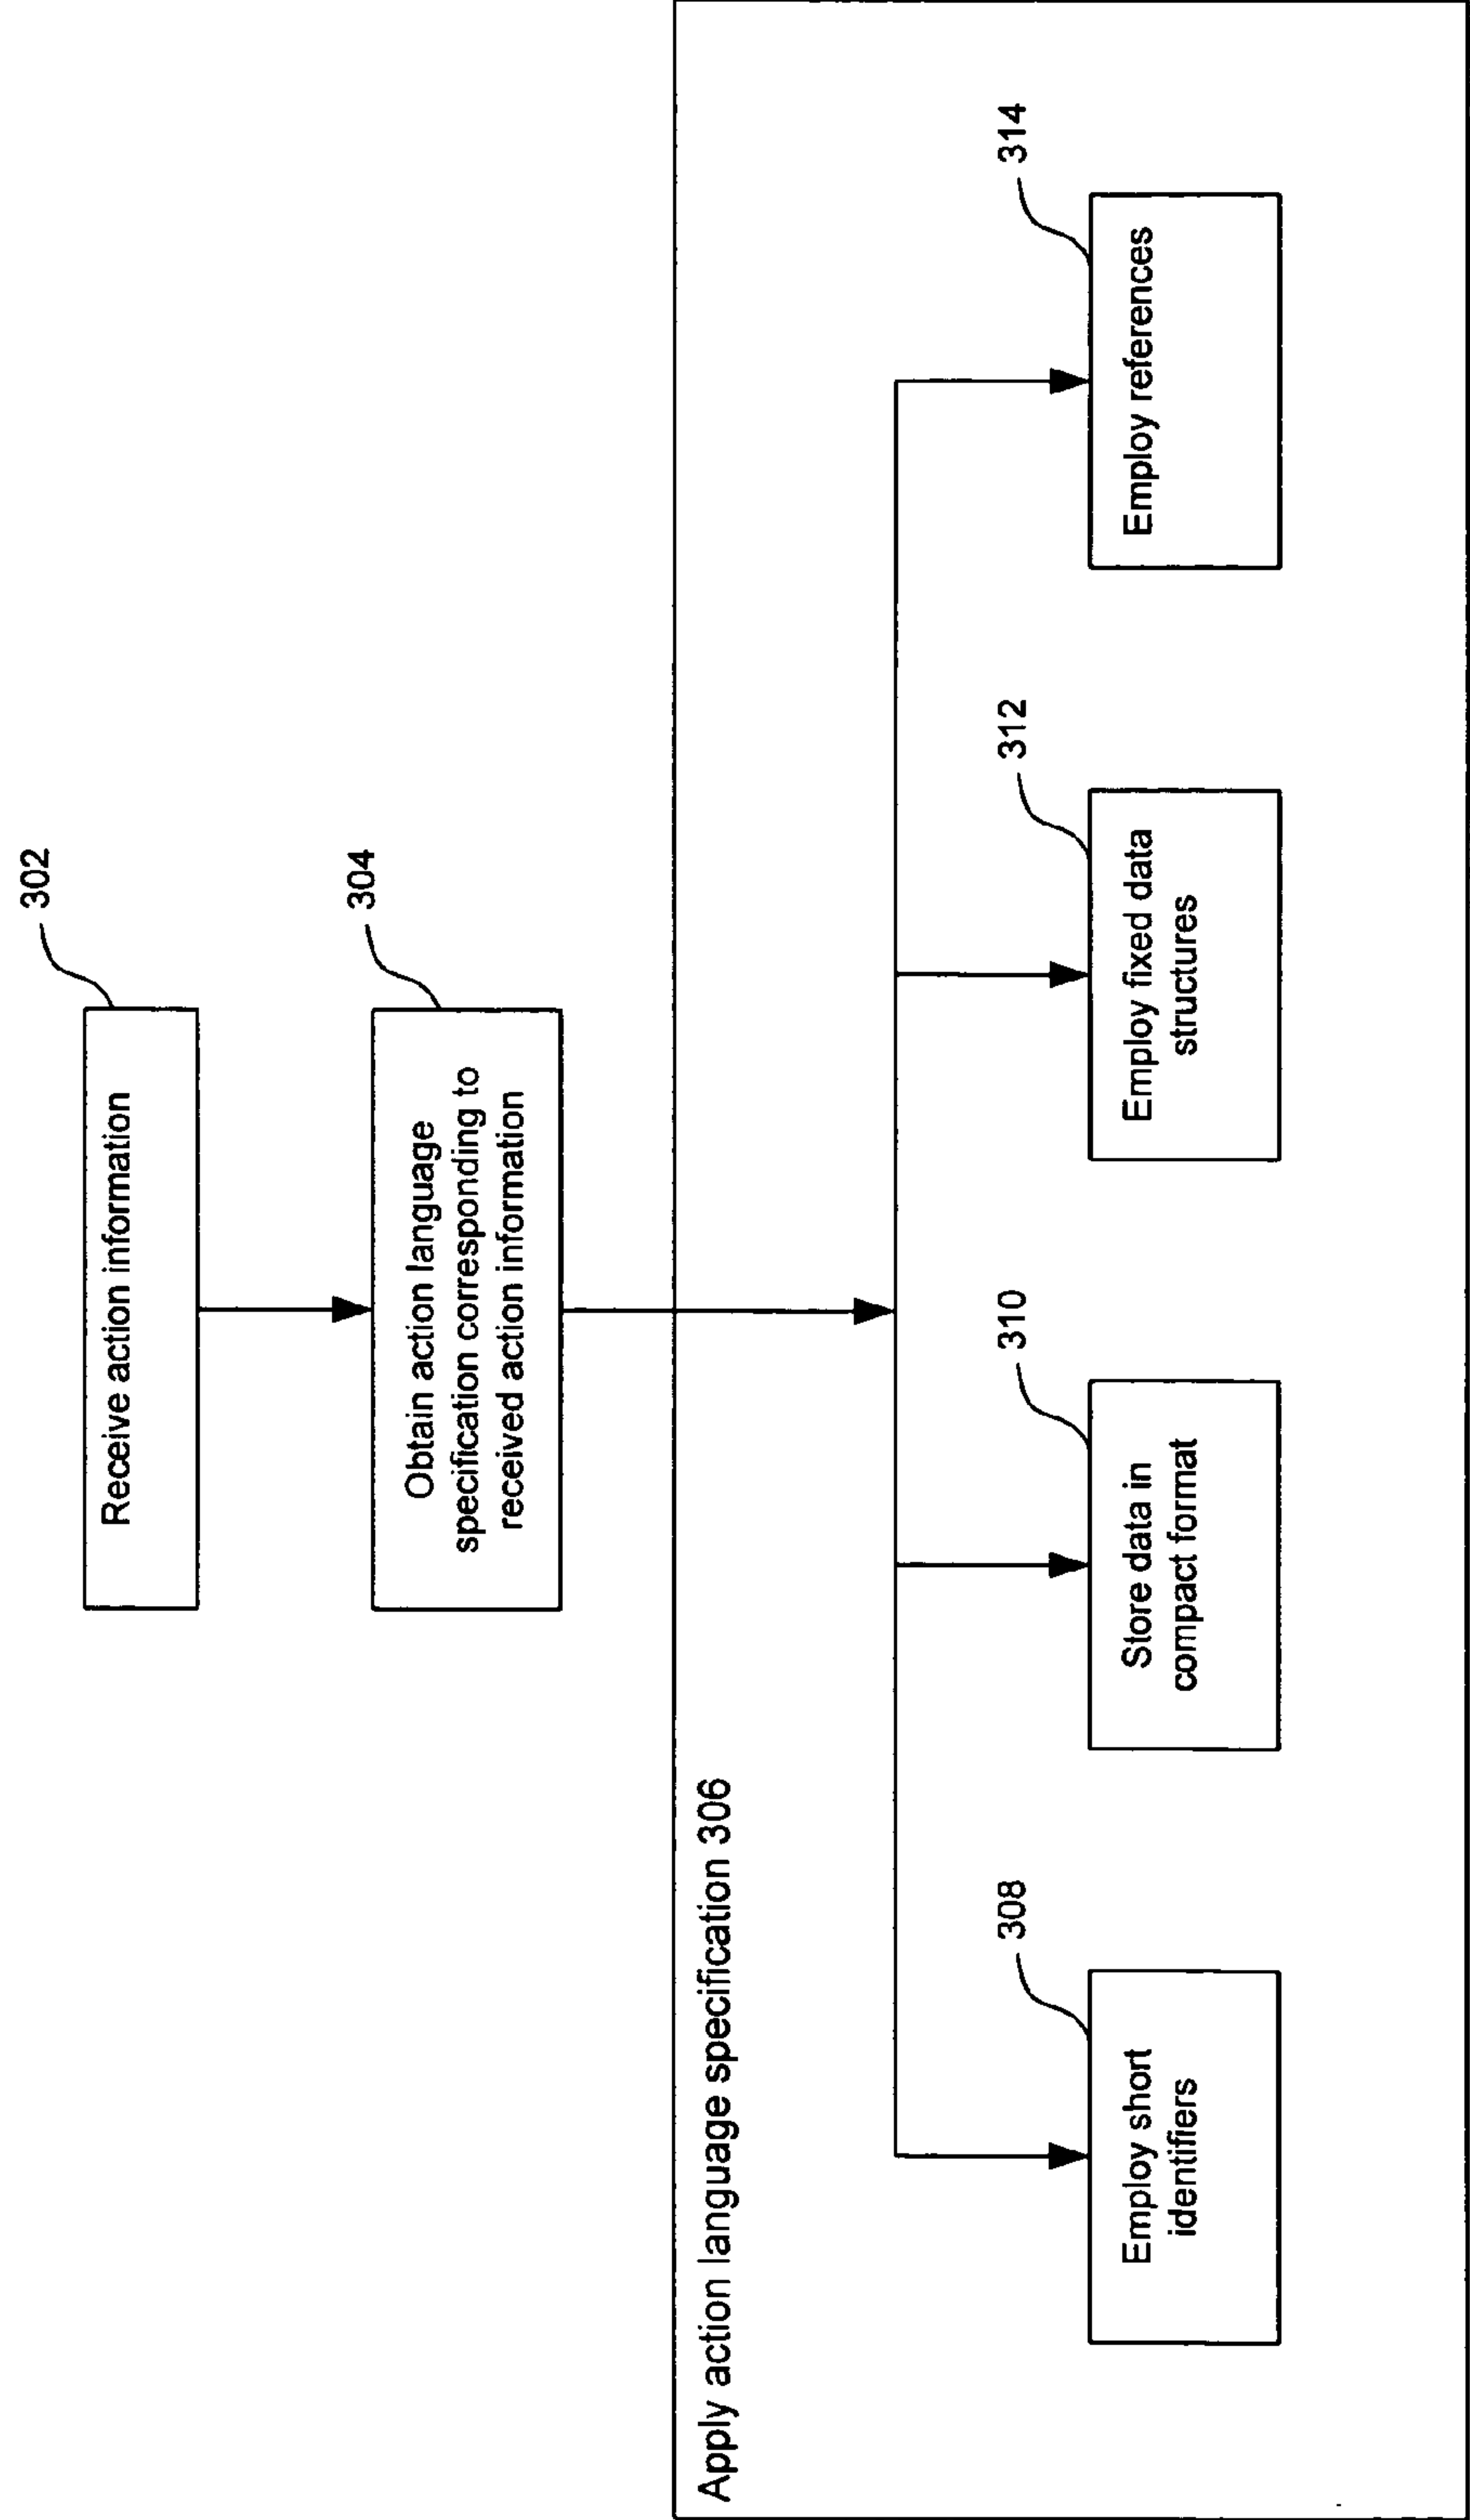 302
Receive action information
304
Obtain action language
specification corresponding to
received action information
Apply action language specification 306
308
Employ short
identifiers
310
Store data in
compact format
312
Employ fixed data
structures
314
Employ references